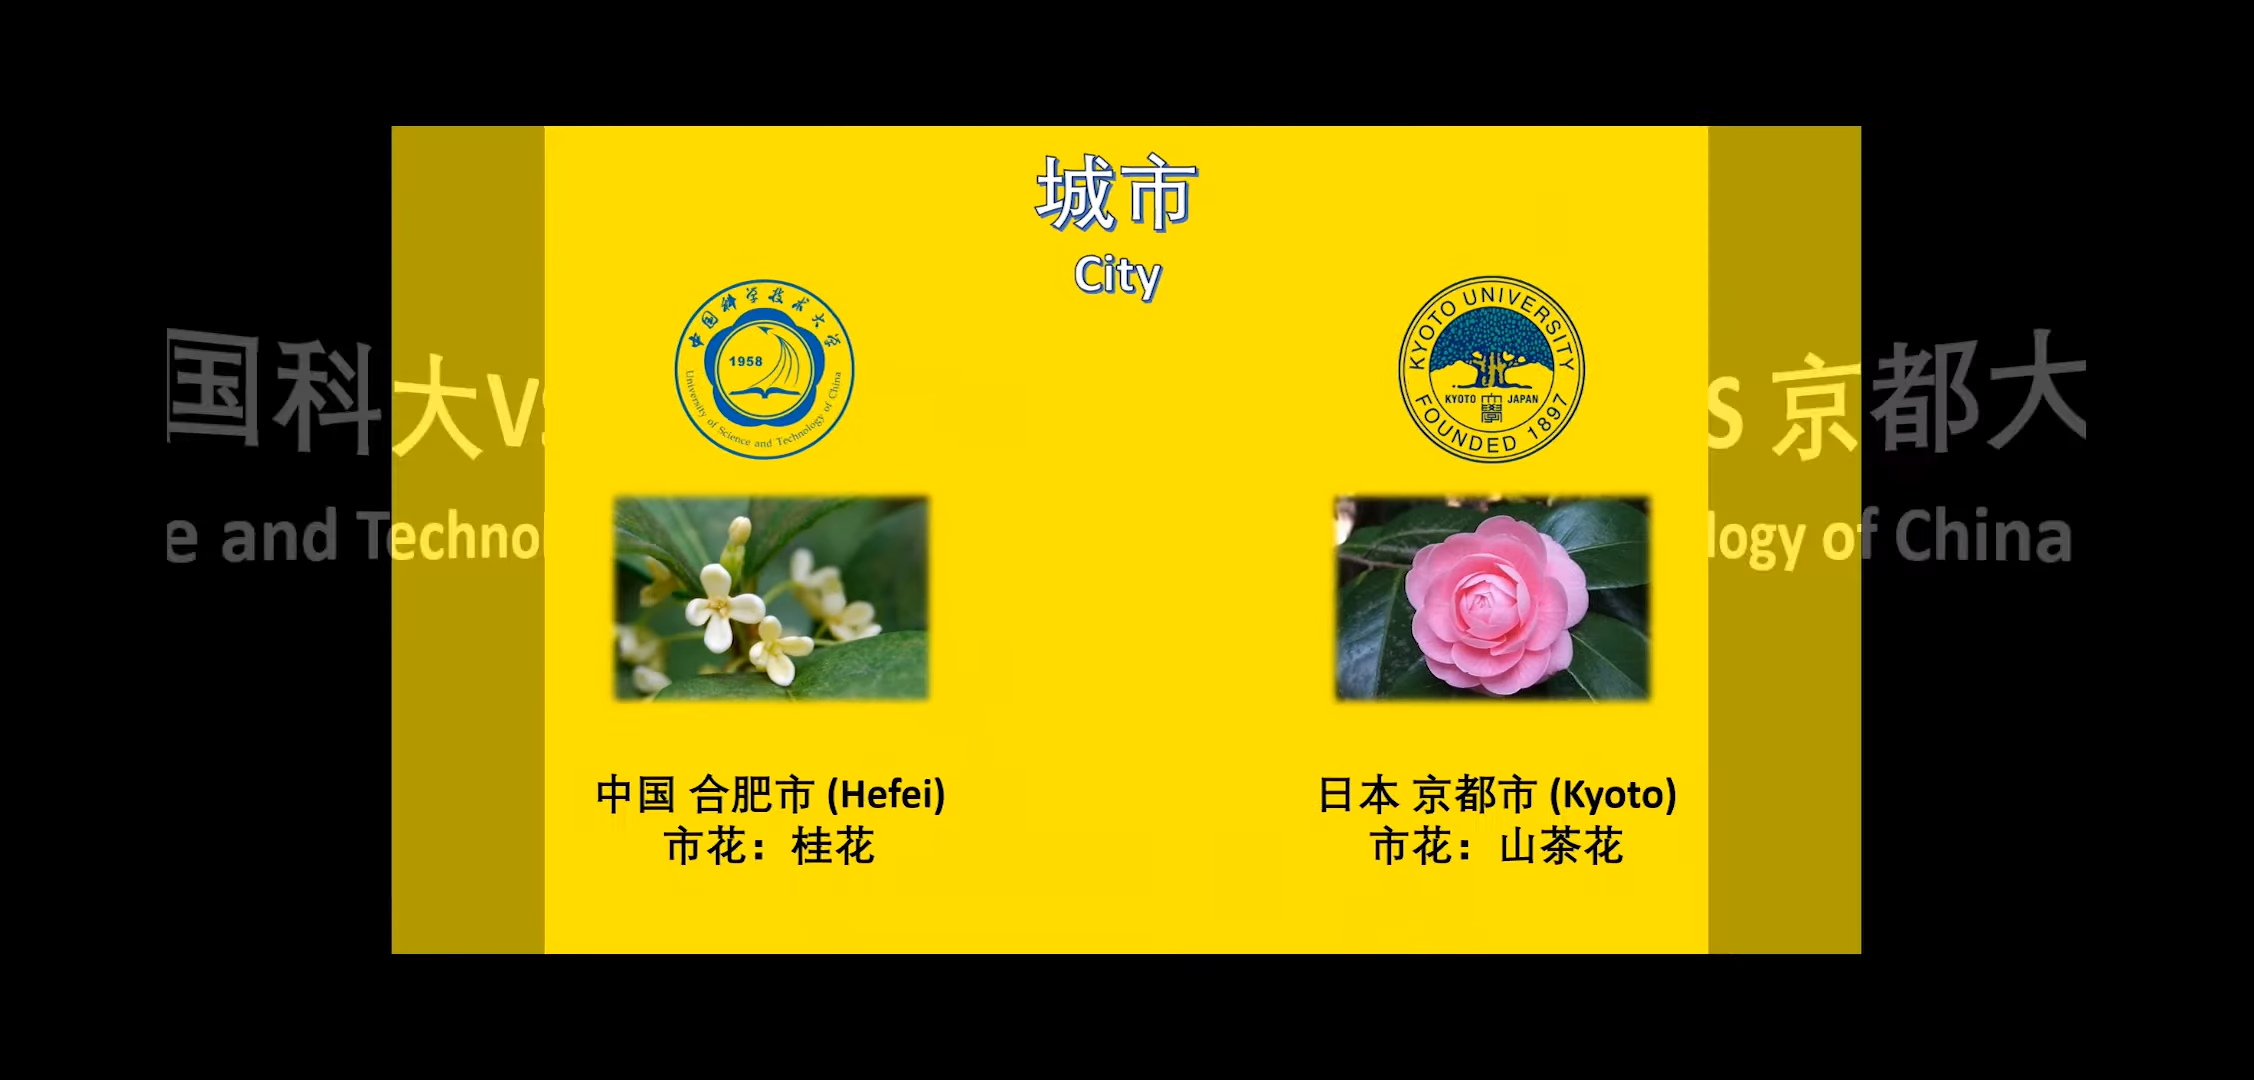 城市
City
中国科学技术大学
1958
University of Science and Technology of China
KYOTO UNIVERSITY
KYOTO JAPAN
FOUNDED 1897
国科大VS
S 京都大
e and Techno
logy of China
中国 合肥市 (Hefei)
市花：桂花
日本 京都市 (Kyoto)
市花：山茶花